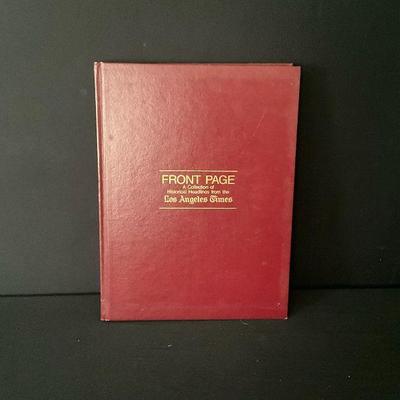 FRONT PAGE
A Collection of
Historical Headlines from the
Los Angeles Times